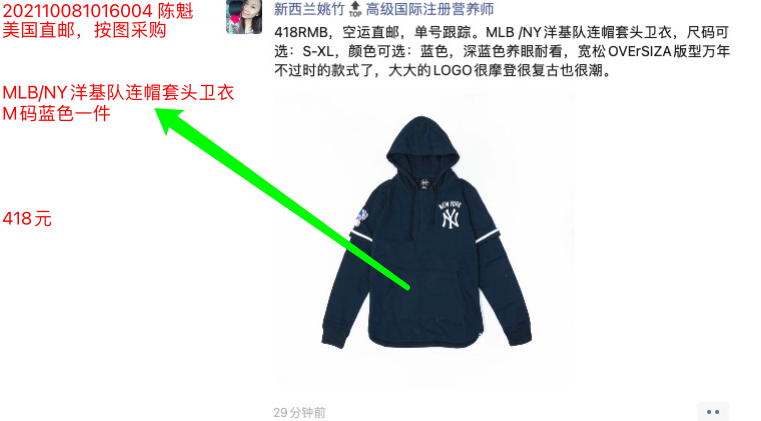 202110081016004 陈魁
美国直邮，按图采购
MLB/NY洋基队连帽套头卫衣
M码蓝色一件
418元
新西兰姚竹 TOP 高级国际注册营养师
418RMB，空运直邮，单号跟踪。MLB /NY洋基队连帽套头卫衣，尺码可
选：S-XL，颜色可选：蓝色，深蓝色养眼耐看，宽松OVErSIZA版型万年
不过时的款式了，大大的LOGO很摩登很复古也很潮。
NEW YORK
NY
29分钟前